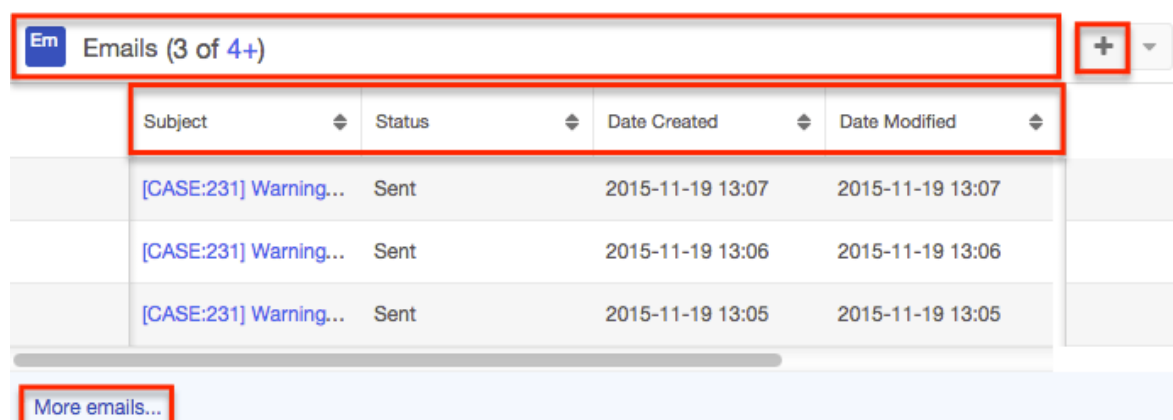 Em Emails (3 of 4+)
Subject Status Date Created Date Modified
[CASE:231] Warning... Sent 2015-11-19 13:07 2015-11-19 13:07
[CASE:231] Warning... Sent 2015-11-19 13:06 2015-11-19 13:06
[CASE:231] Warning... Sent 2015-11-19 13:05 2015-11-19 13:05
More emails...